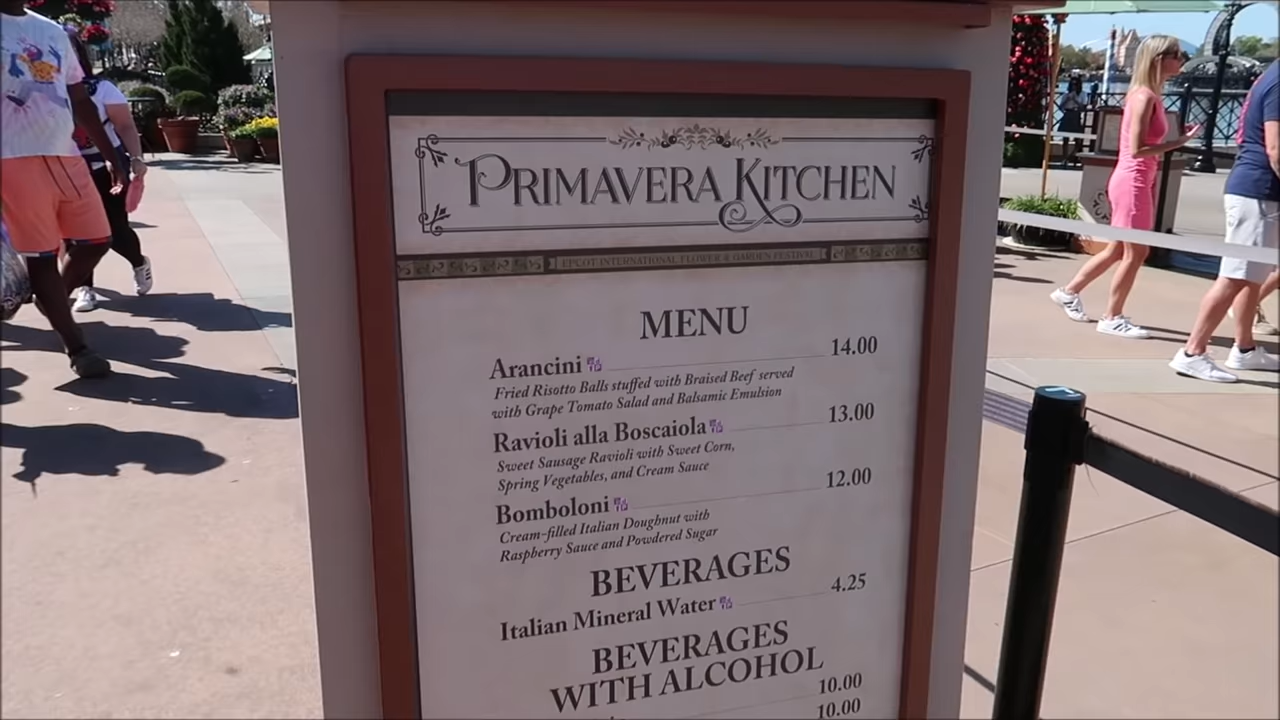 PRIMAVERA KITCHEN
EPCOT INTERNATIONAL FLOWER & GARDEN FESTIVAL
MENU
Arancini 14.00
Fried Risotto Balls stuffed with Braised Beef served
with Grape Tomato Salad and Balsamic Emulsion
Ravioli alla Boscaiola 13.00
Sweet Sausage Ravioli with Sweet Corn,
Spring Vegetables, and Cream Sauce
Bomboloni 12.00
Cream-filled Italian Doughnut with
Raspberry Sauce and Powdered Sugar
BEVERAGES
Italian Mineral Water 4.25
BEVERAGES
WITH ALCOHOL
10.00
10.00